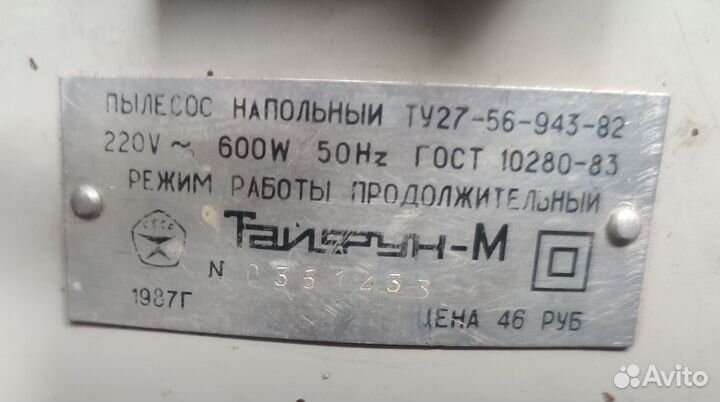 ПЫЛЕСОС НАПОЛЬНЫЙ ТУ27-56-943-82
220V ~ 600W 50Hz ГОСТ 10280-83
РЕЖИМ РАБОТЫ ПРОДОЛЖИТЕЛЬНЫЙ
СССР
Тайфун-М
N 0351433
1987Г
ЦЕНА 46 РУБ
Avito